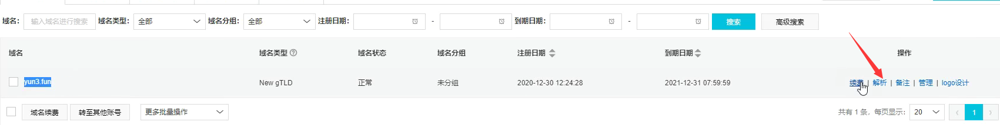 域名： 输入域名进行搜索 域名类型： 全部 域名分组： 全部 注册日期： - 到期日期： - 搜索 高级搜索
域名 域名类型 ? 域名状态 域名分组 注册日期 到期日期 操作
yun3.fun New gTLD 正常 未分组 2020-12-30 12:24:28 2021-12-31 07:59:59 续费 | 解析 | 备注 | 管理 | logo设计
域名续费 转至其他账号 更多批量操作 共有 1 条，每页显示： 20 < 1 >